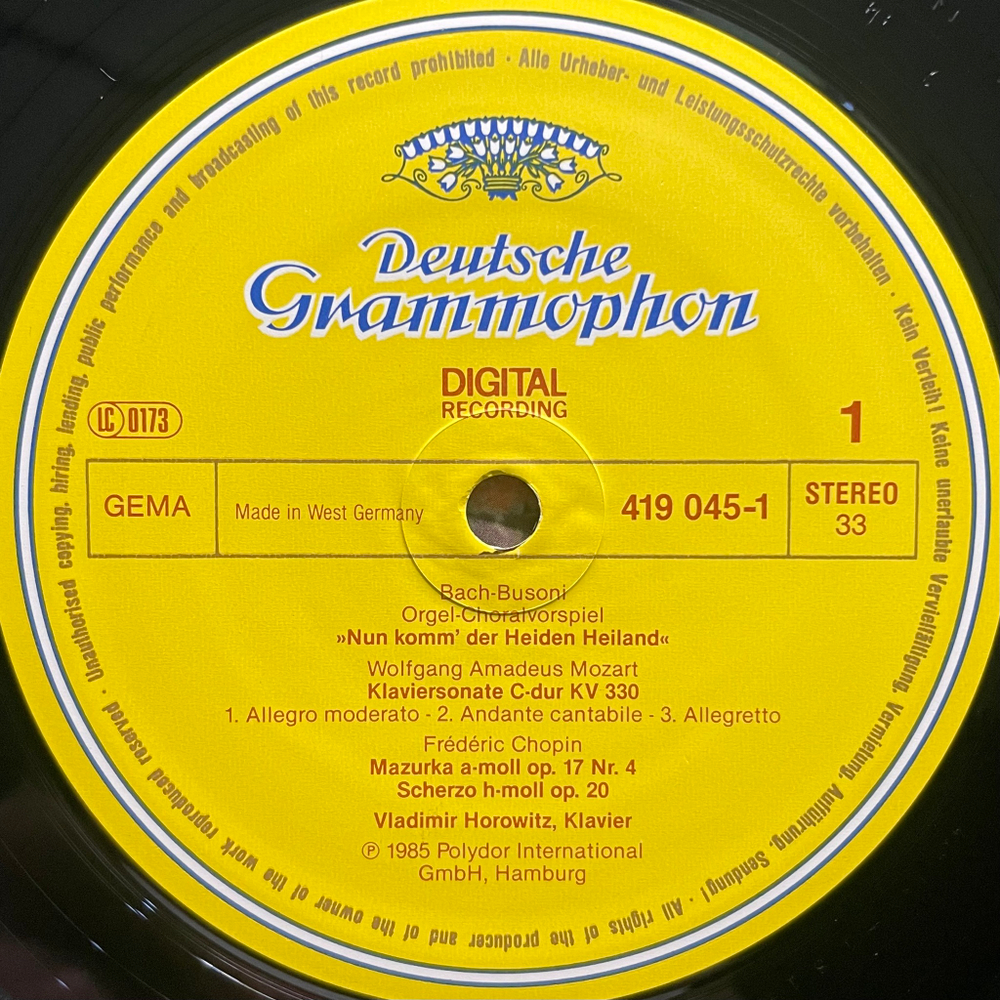 Unauthorised copying, hiring, lending, public performance and broadcasting of this record prohibited · Alle Urheber- und Leistungsschutzrechte vorbehalten · Kein Verleih! Keine unerlaubte Vervielfältigung, Vermietung, Aufführung, Sendung! · All rights of the producer and of the owner of the work reproduced reserved ·
Deutsche
Grammophon
DIGITAL
RECORDING
LC 0173
1
GEMA
Made in West Germany
419 045-1
STEREO
33
Bach-Busoni
Orgel-Choralvorspiel
»Nun komm' der Heiden Heiland«
Wolfgang Amadeus Mozart
Klaviersonate C-dur KV 330
1. Allegro moderato - 2. Andante cantabile - 3. Allegretto
Frédéric Chopin
Mazurka a-moll op. 17 Nr. 4
Scherzo h-moll op. 20
Vladimir Horowitz, Klavier
℗ 1985 Polydor International
GmbH, Hamburg